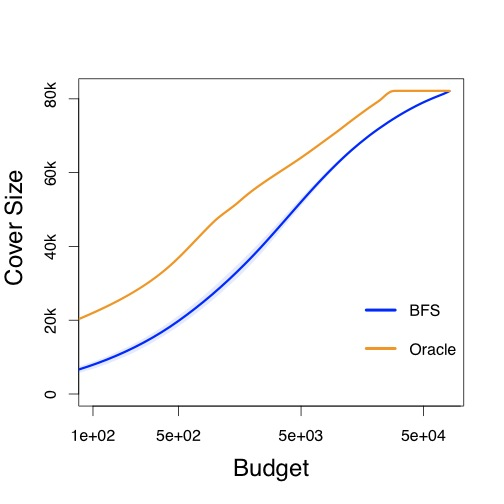 Cover Size
80k
60k
40k
20k
0
BFS
Oracle
1e+02
5e+02
5e+03
5e+04
Budget